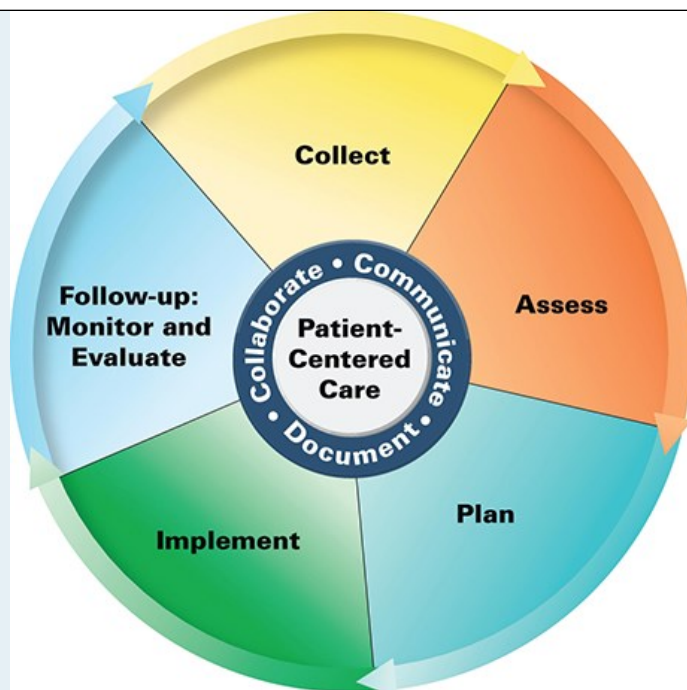 Collect
Assess
Plan
Implement
Follow-up:
Monitor and
Evaluate
Collaborate • Communicate • Document •
Patient-
Centered
Care